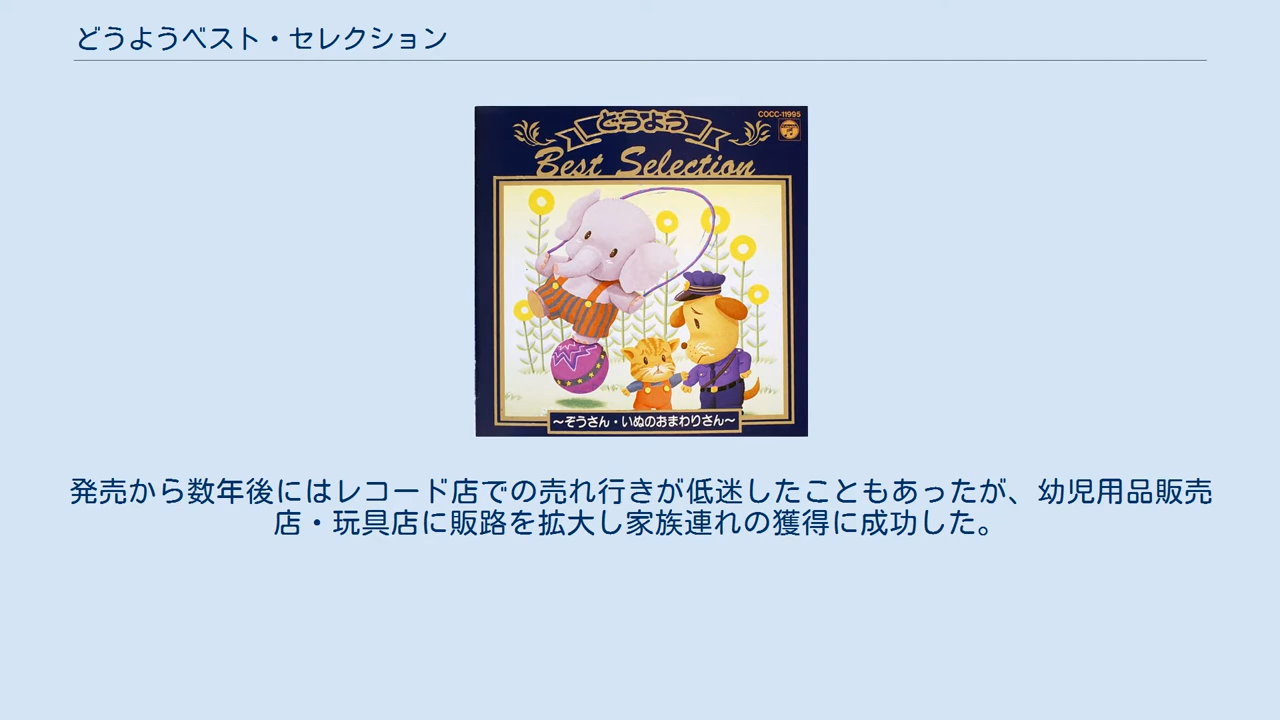 どうようベスト・セレクション
COCC-11995
どうよう
Best Selection
～ぞうさん・いぬのおまわりさん～
発売から数年後にはレコード店での売れ行きが低迷したこともあったが、幼児用品販売
店・玩具店に販路を拡大し家族連れの獲得に成功した。